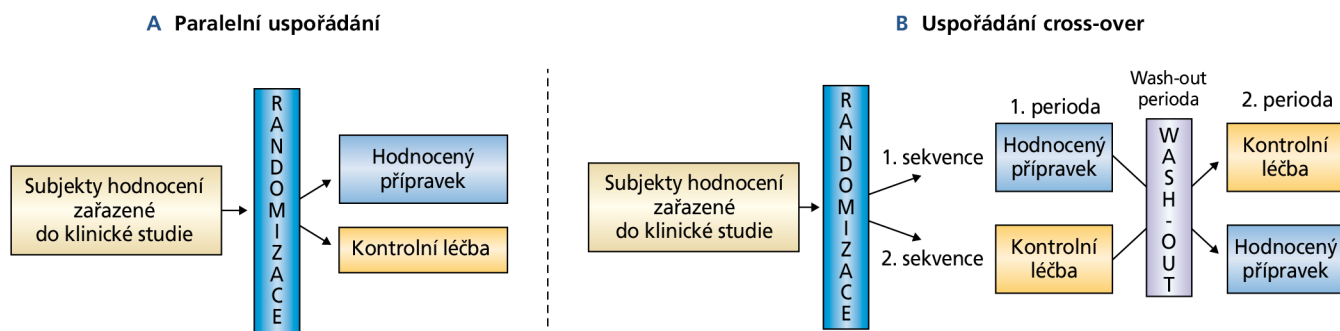 A Paralelní uspořádání
Subjekty hodnocení
zařazené
do klinické studie
RANDOMIZACE
Hodnocený
přípravek
Kontrolní léčba
B Uspořádání cross-over
Subjekty hodnocení
zařazené
do klinické studie
RANDOMIZACE
1. sekvence
2. sekvence
1. perioda
Hodnocený
přípravek
Kontrolní
léčba
Wash-out
perioda
WASH-OUT
2. perioda
Kontrolní
léčba
Hodnocený
přípravek